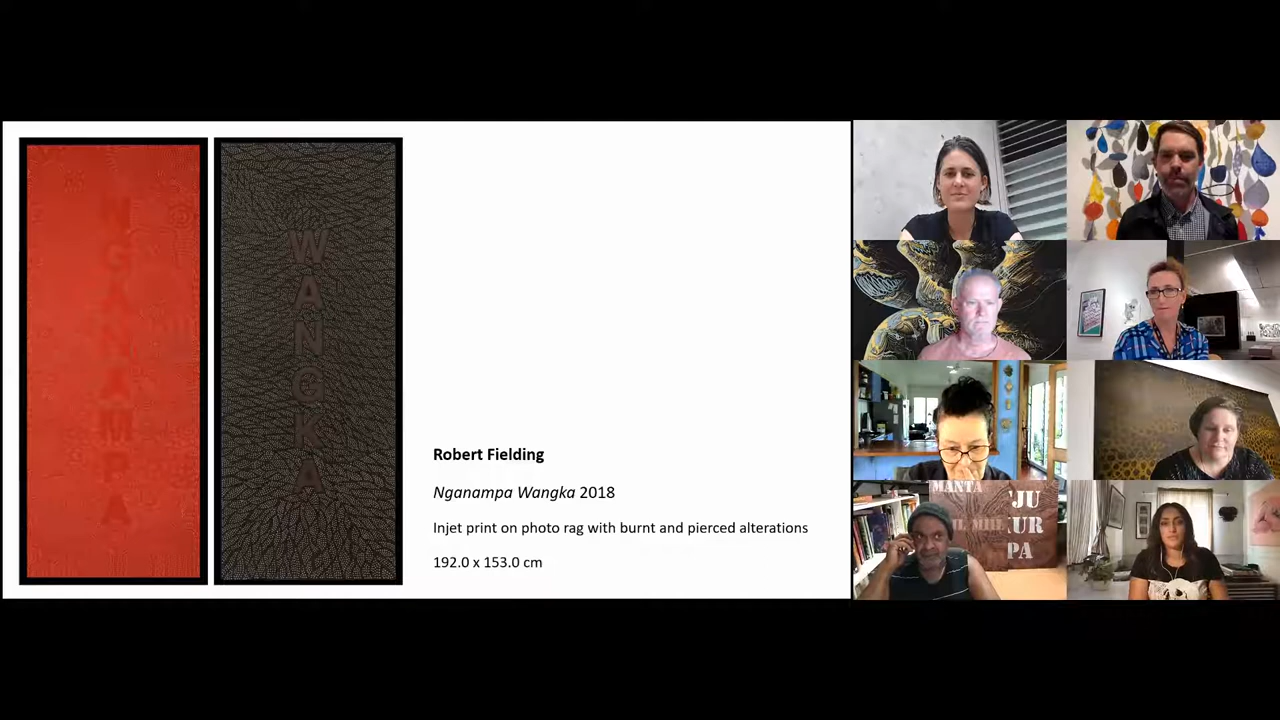 NGANAMPA
WANGKA
Robert Fielding
Nganampa Wangka 2018
Injet print on photo rag with burnt and pierced alterations
192.0 x 153.0 cm
MANTA
JU
KUR
PA